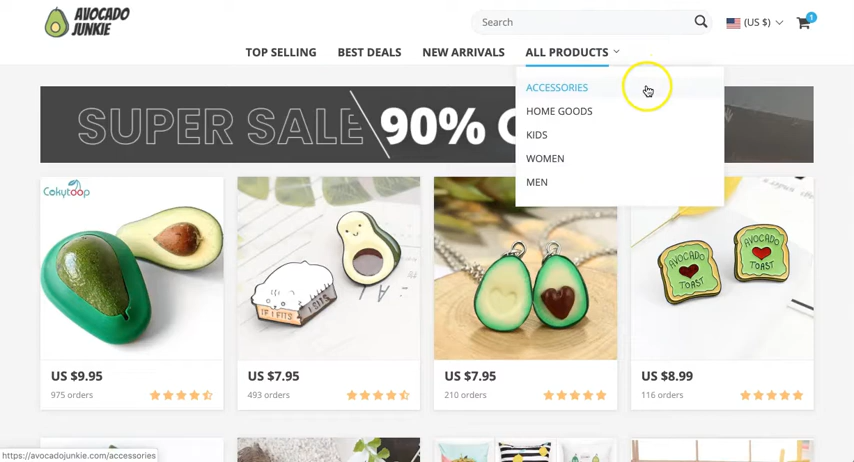 AVOCADO
JUNKIE
Search
(US $)
1
TOP SELLING
BEST DEALS
NEW ARRIVALS
ALL PRODUCTS
ACCESSORIES
HOME GOODS
KIDS
WOMEN
MEN
SUPER SALE 90% O
Cokytoop
IF I FITS
I SITS
AVOCADO
TOAST
AVOCADO
TOAST
US $9.95
975 orders
US $7.95
493 orders
US $7.95
210 orders
US $8.99
116 orders
https://avocadojunkie.com/accessories